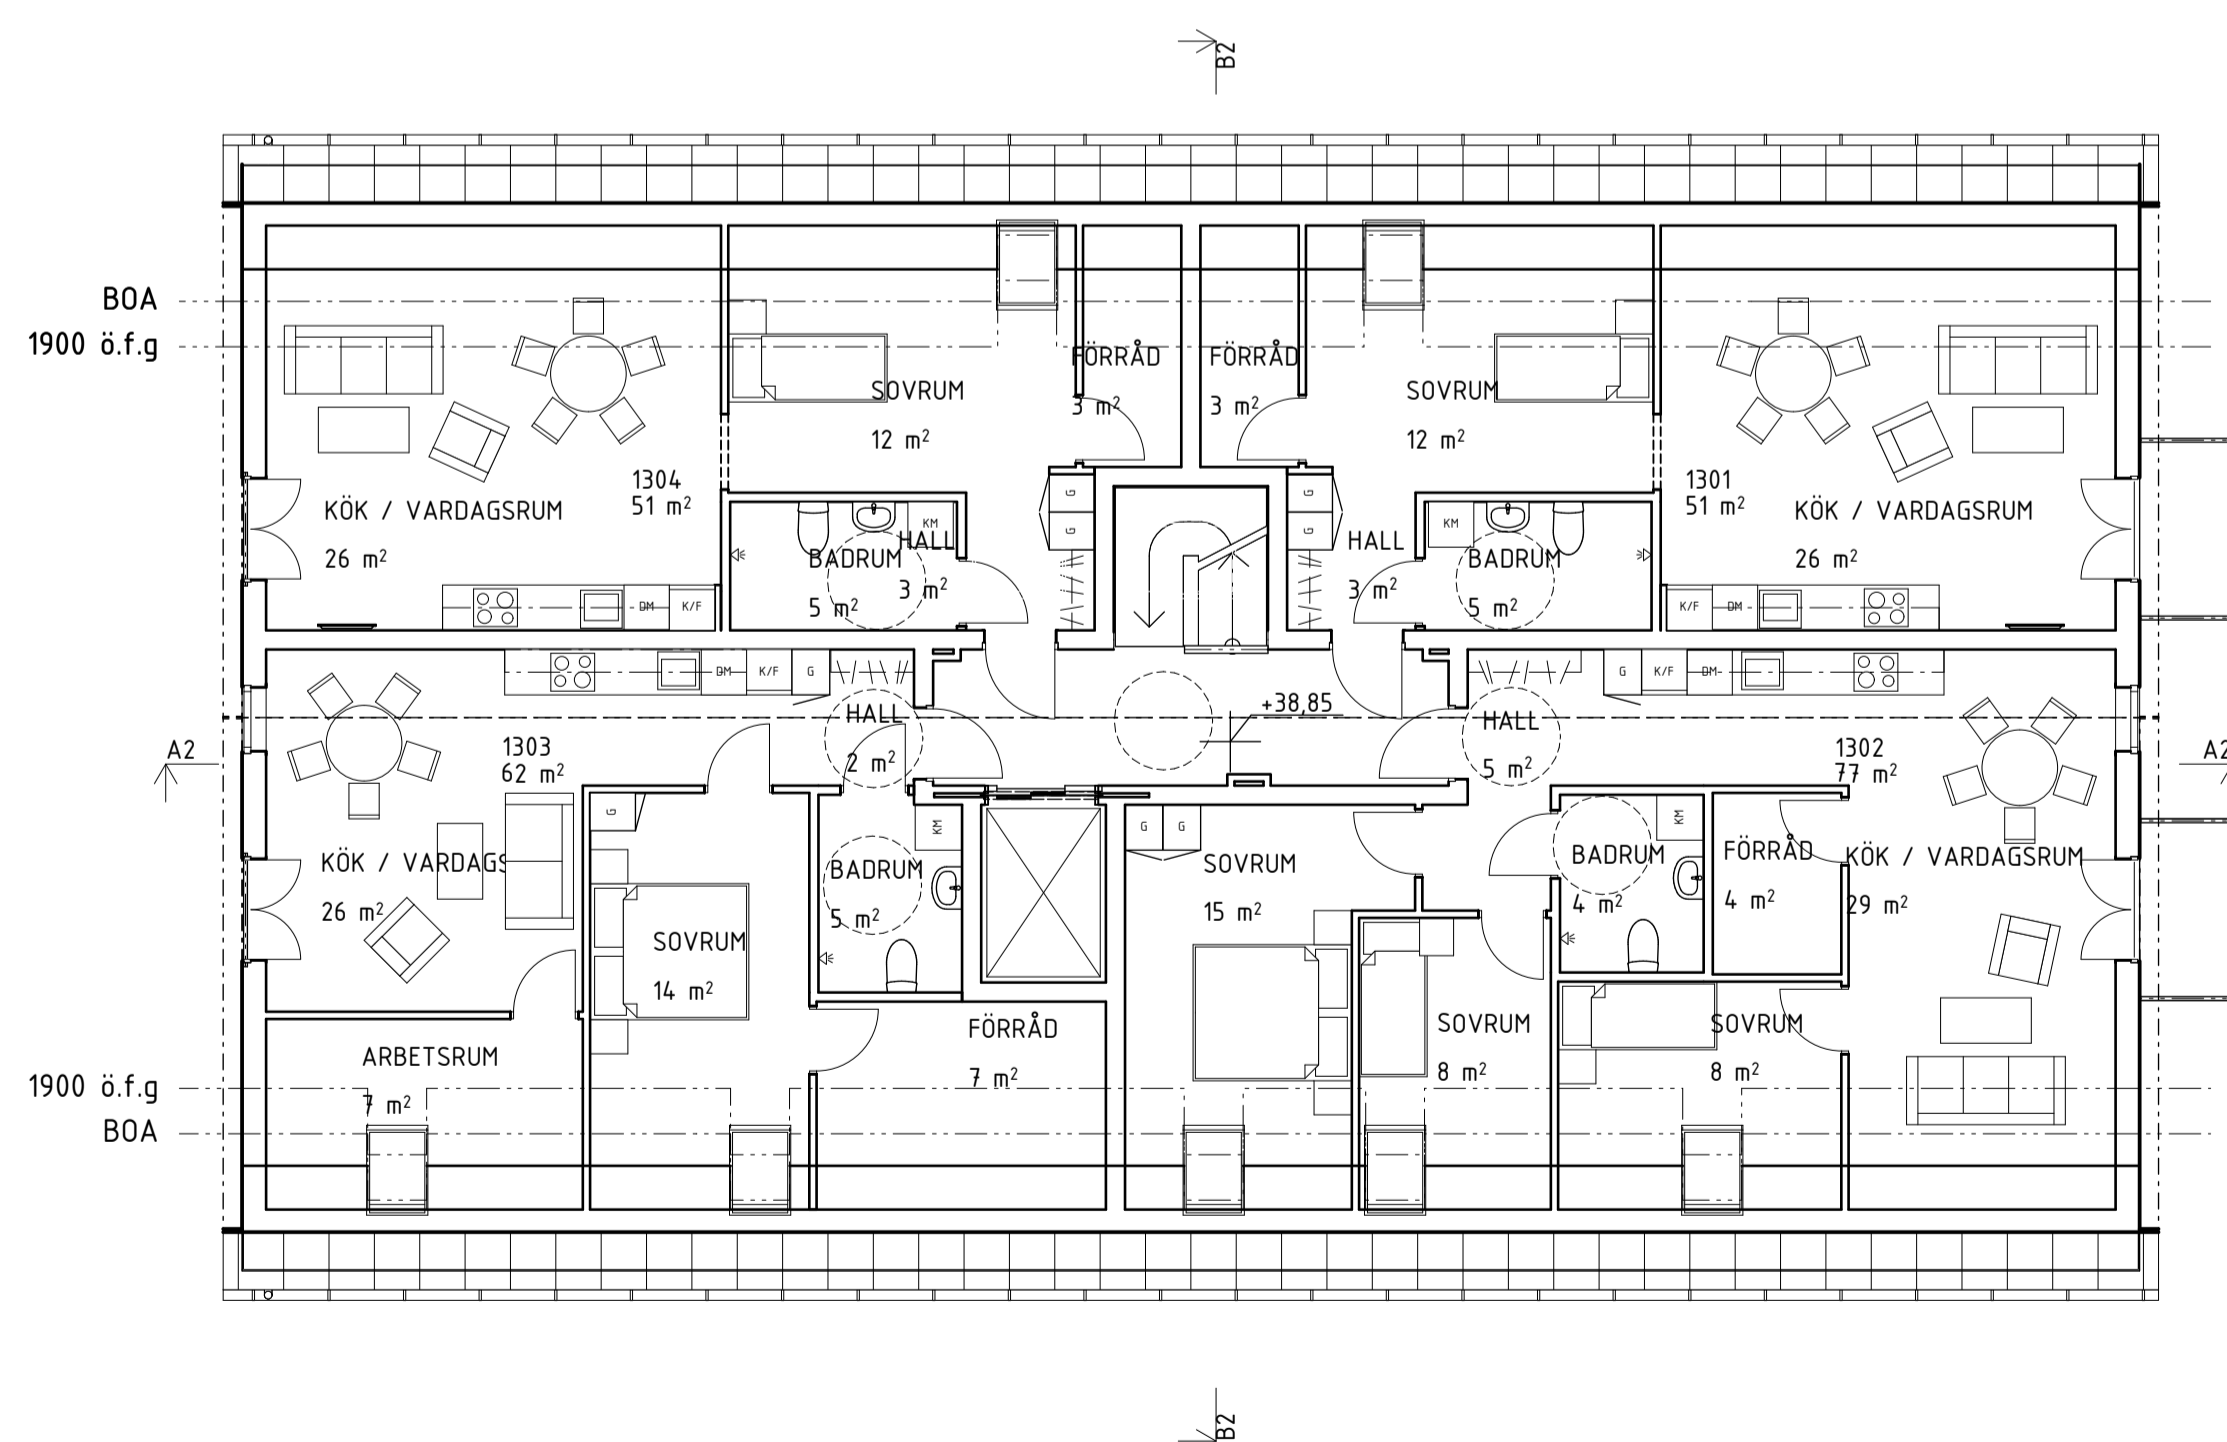 B2
BOA
1900 ö.f.g
FÖRRÅD
3 m²
FÖRRÅD
3 m²
SOVRUM
12 m²
SOVRUM
12 m²
1304
51 m²
KÖK / VARDAGSRUM
26 m²
1301
51 m²
KÖK / VARDAGSRUM
26 m²
G
G
G
G
KM
HALL
3 m²
BADRUM
5 m²
HALL
3 m²
KM
BADRUM
5 m²
DM
K/F
K/F
DM
DM
K/F
G
G
K/F
DM
HALL
2 m²
+38,85
HALL
5 m²
A2
1303
62 m²
1302
77 m²
A2
G
KM
G
G
KM
KÖK / VARDAGS
26 m²
BADRUM
5 m²
SOVRUM
15 m²
BADRUM
4 m²
FÖRRÅD
4 m²
KÖK / VARDAGSRUM
29 m²
SOVRUM
14 m²
FÖRRÅD
7 m²
SOVRUM
8 m²
SOVRUM
8 m²
ARBETSRUM
7 m²
1900 ö.f.g
BOA
B2